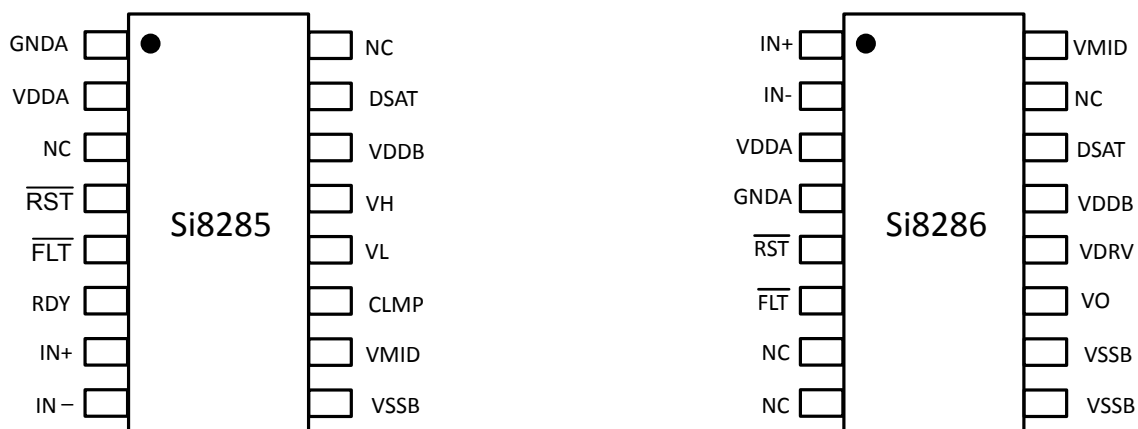 GNDA
VDDA
NC
RST
FLT
RDY
IN+
IN –
Si8285
NC
DSAT
VDDB
VH
VL
CLMP
VMID
VSSB
IN+
IN-
VDDA
GNDA
RST
FLT
NC
NC
Si8286
VMID
NC
DSAT
VDDB
VDRV
VO
VSSB
VSSB